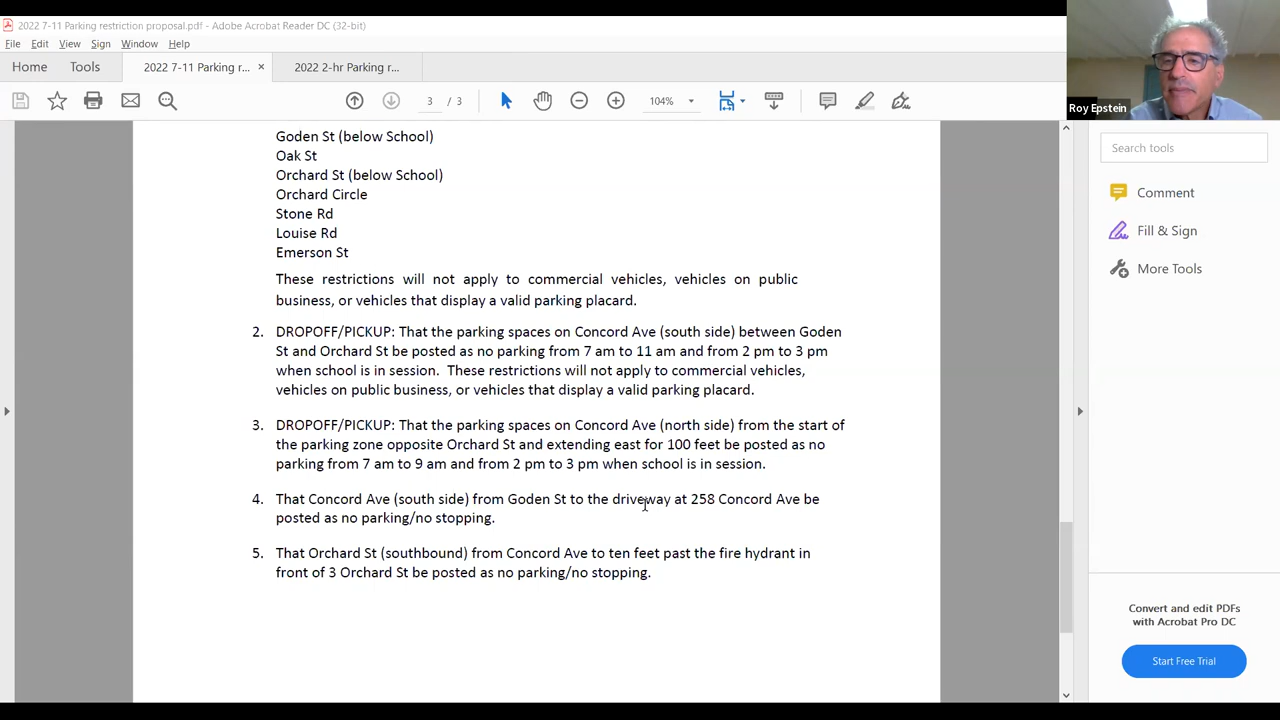 2022 7-11 Parking restriction proposal.pdf - Adobe Acrobat Reader DC (32-bit)
File Edit View Sign Window Help
Home Tools 2022 7-11 Parking r... × 2022 2-hr Parking r...
3 / 3 104%
Roy Epstein
Search tools
Comment
Fill & Sign
More Tools
Goden St (below School)
Oak St
Orchard St (below School)
Orchard Circle
Stone Rd
Louise Rd
Emerson St
These restrictions will not apply to commercial vehicles, vehicles on public
business, or vehicles that display a valid parking placard.
2. DROPOFF/PICKUP: That the parking spaces on Concord Ave (south side) between Goden
St and Orchard St be posted as no parking from 7 am to 11 am and from 2 pm to 3 pm
when school is in session. These restrictions will not apply to commercial vehicles,
vehicles on public business, or vehicles that display a valid parking placard.
3. DROPOFF/PICKUP: That the parking spaces on Concord Ave (north side) from the start of
the parking zone opposite Orchard St and extending east for 100 feet be posted as no
parking from 7 am to 9 am and from 2 pm to 3 pm when school is in session.
4. That Concord Ave (south side) from Goden St to the driveway at 258 Concord Ave be
posted as no parking/no stopping.
5. That Orchard St (southbound) from Concord Ave to ten feet past the fire hydrant in
front of 3 Orchard St be posted as no parking/no stopping.
Convert and edit PDFs
with Acrobat Pro DC
Start Free Trial